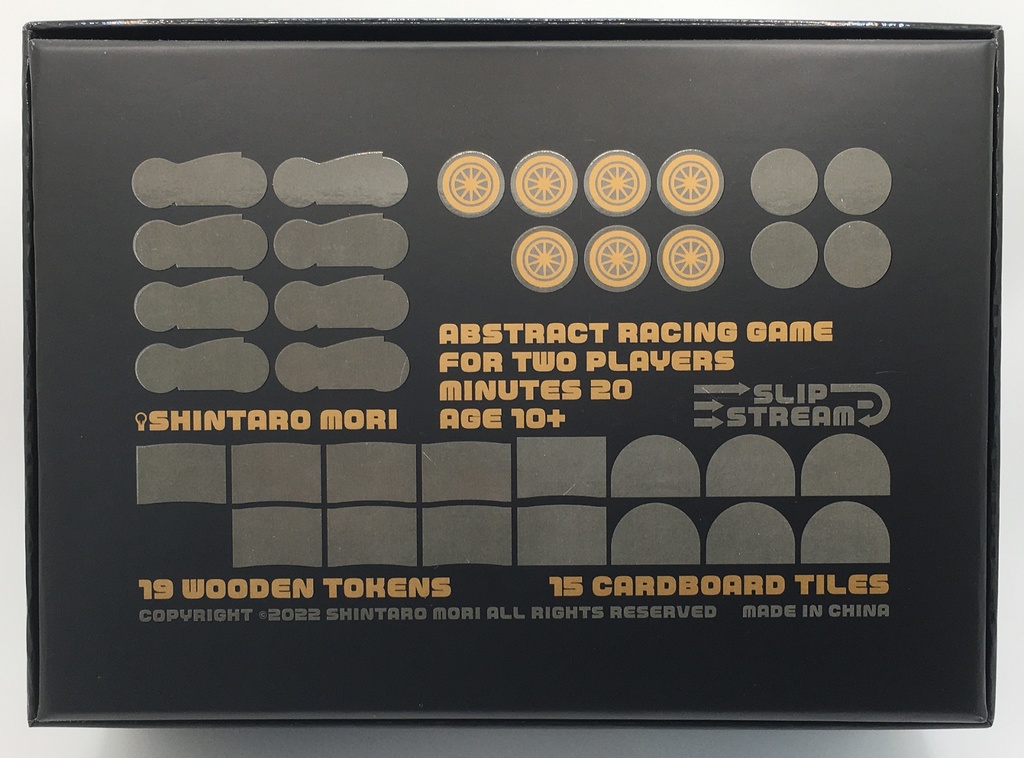 ABSTRACT RACING GAME
FOR TWO PLAYERS
MINUTES 20
AGE 10+
SLIP
STREAM
SHINTARO MORI
19 WOODEN TOKENS
15 CARDBOARD TILES
COPYRIGHT ©2022 SHINTARO MORI ALL RIGHTS RESERVED MADE IN CHINA